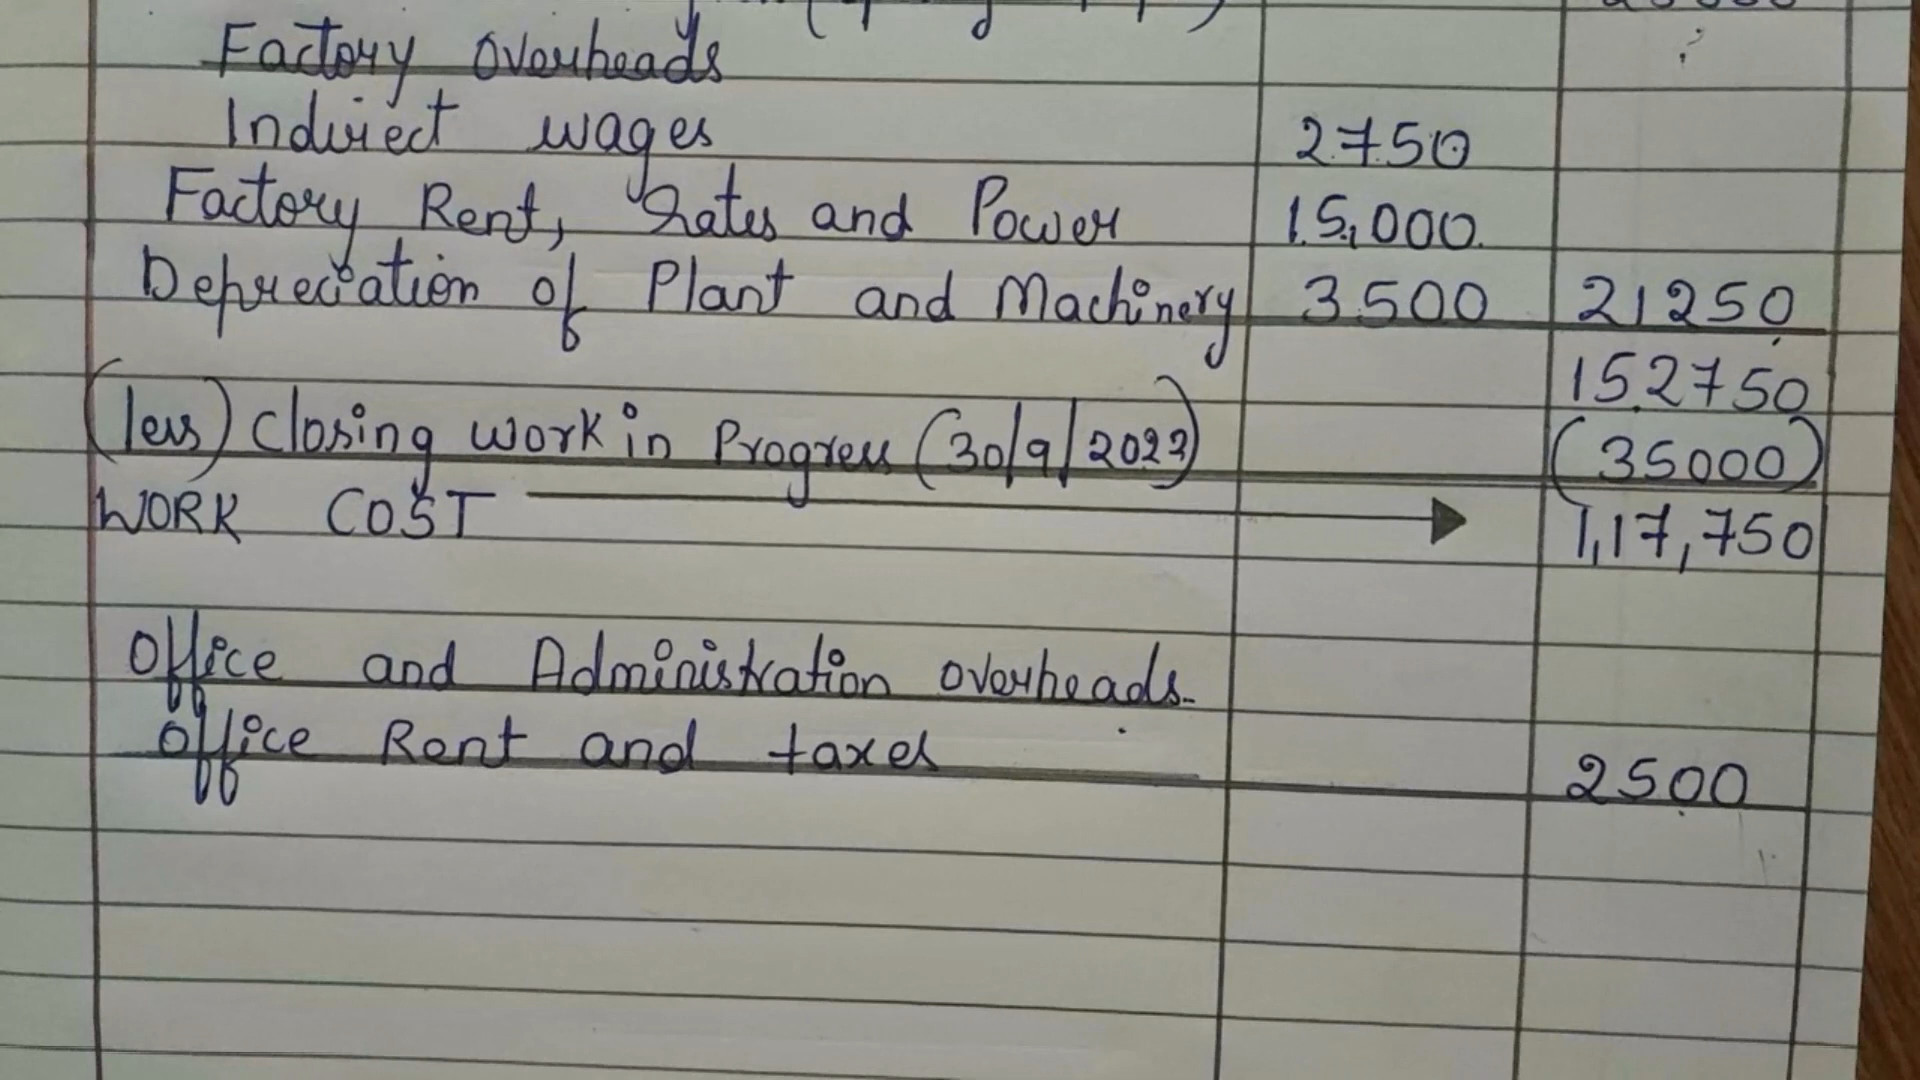 Factory Overheads
Indirect wages 2750
Factory Rent, Rates and Power 15,000
Depreciation of Plant and Machinery 3500 21250
152750
(less) Closing Work in Progress (30/9/2022) (35000)
WORK COST 1,17,750
Office and Administration overheads
Office Rent and taxes 2500